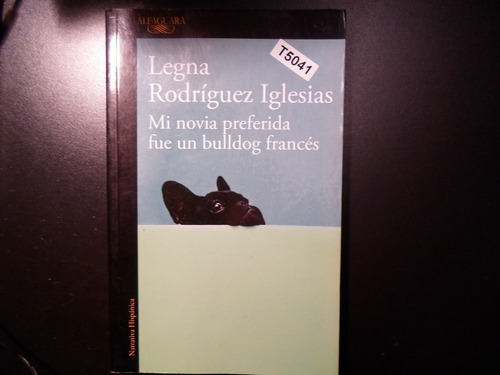 ALFAGUARA
T5041
Legna
Rodríguez Iglesias
Mi novia preferida
fue un bulldog francés
Narrativa Hispánica